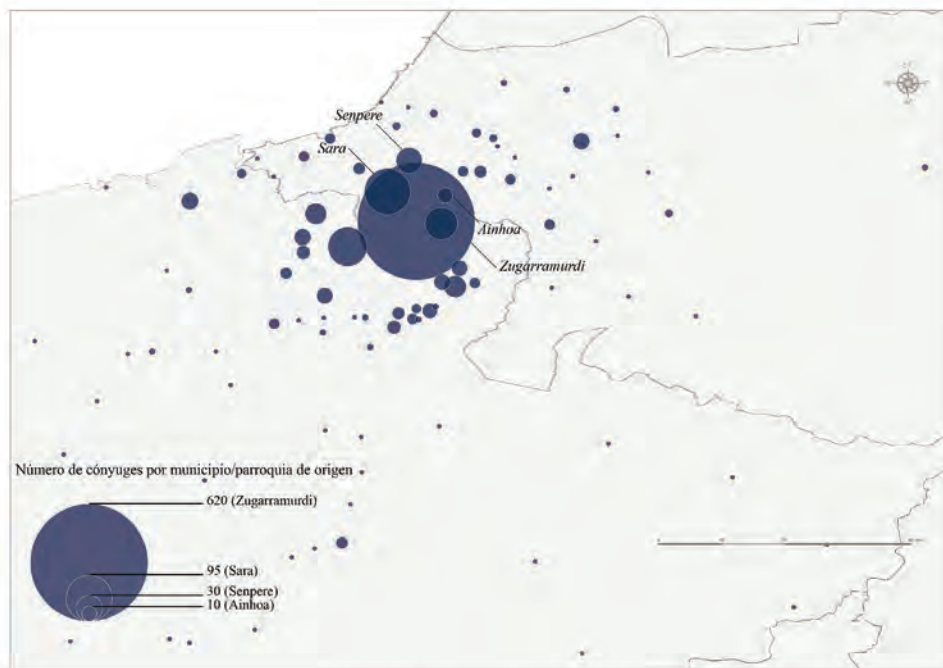 Senpere
Sara
Ainhoa
Zugarramurdi
Número de cónyuges por municipio/parroquia de origen
620 (Zugarramurdi)
95 (Sara)
30 (Senpere)
10 (Ainhoa)